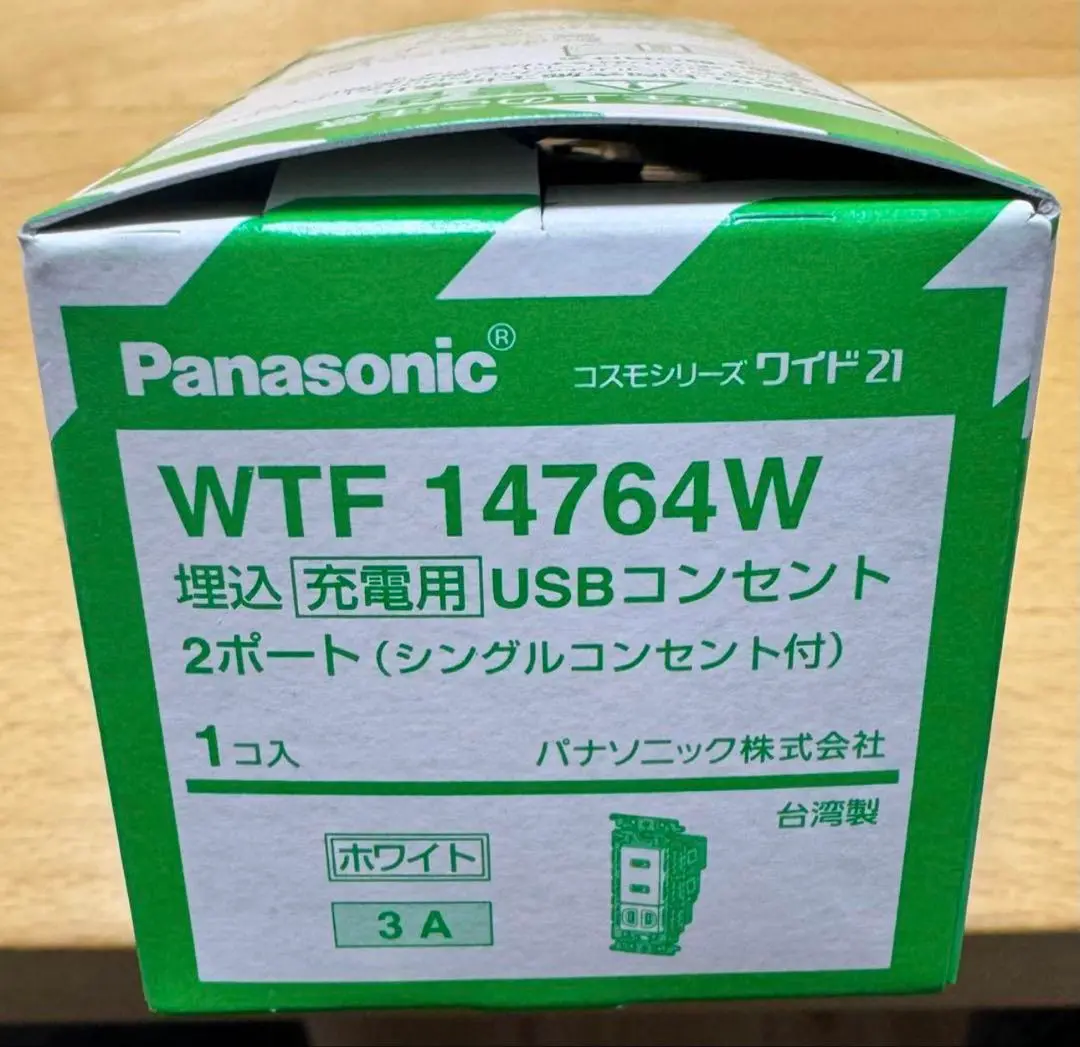 Panasonic®
コスモシリーズ ワイド21
WTF 14764W
埋込 充電用 USBコンセント
2ポート(シングルコンセント付)
1コ入
パナソニック株式会社
台湾製
ホワイト
3 A